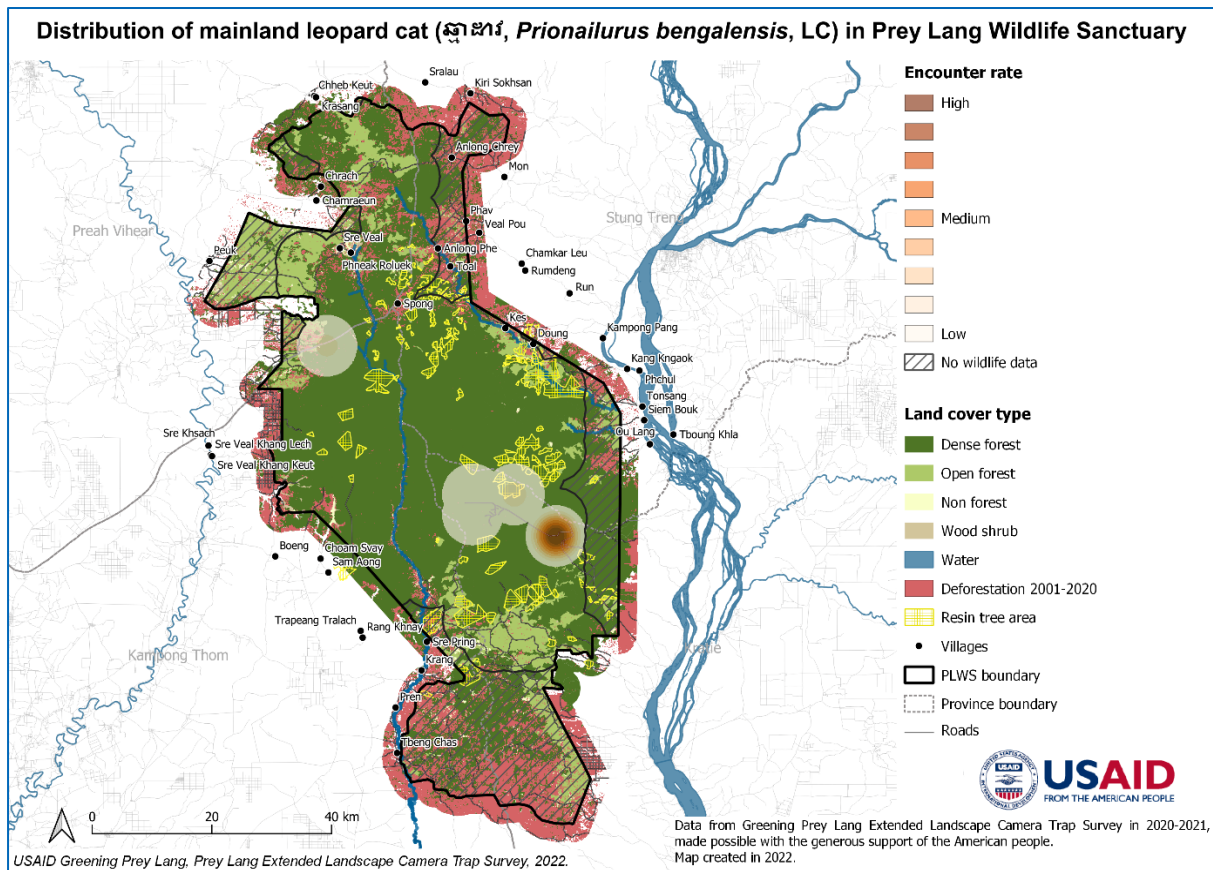 Distribution of mainland leopard cat (ឆ្មាដាវ, Prionailurus bengalensis, LC) in Prey Lang Wildlife Sanctuary
Sralau
Kiri Sokhsan
Chheb Keut
Krasang
Anlong Chrey
Mon
Chrach
Chamraeun
Phav
Veal Pou
Stung Treng
Preah Vihear
Peuk
Sre Veal
Phneak Roluek
Anlong Phe
Toal
Chamkar Leu
Rumdeng
Run
Spong
Kes
Doung
Kampong Pang
Kang Kngaok
Phchul
Tonsang
Siem Bouk
Ou Lang
Tboung Khla
Sre Khsach
Sre Veal Khang Lech
Sre Veal Khang Keut
Boeng
Choam Svay
Sam Aong
Trapeang Tralach
Rang Khnay
Sre Pring
Kampong Thom
Kratie
Krang
Pren
Tbeng Chas
0 20 40 km
USAID Greening Prey Lang, Prey Lang Extended Landscape Camera Trap Survey, 2022.
Encounter rate
High
Medium
Low
No wildlife data
Land cover type
Dense forest
Open forest
Non forest
Wood shrub
Water
Deforestation 2001-2020
Resin tree area
Villages
PLWS boundary
Province boundary
Roads
USAID
FROM THE AMERICAN PEOPLE
Data from Greening Prey Lang Extended Landscape Camera Trap Survey in 2020-2021,
made possible with the generous support of the American people.
Map created in 2022.